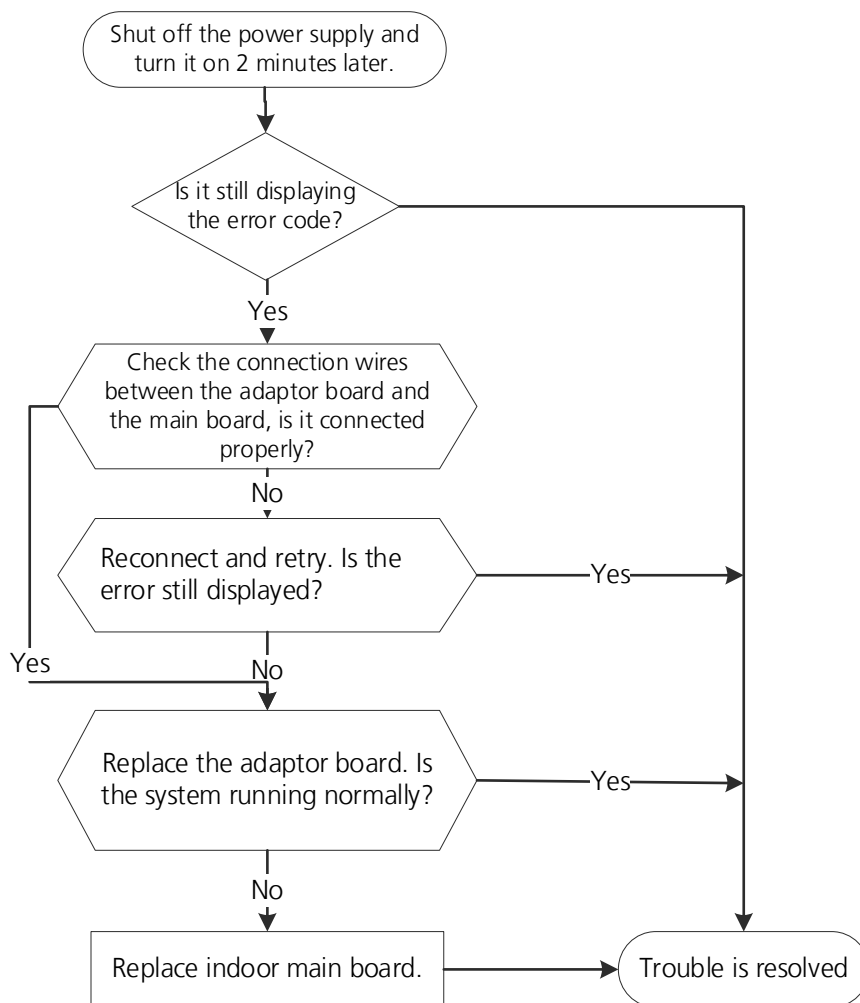 Shut off the power supply and
turn it on 2 minutes later.
Is it still displaying
the error code?
Yes
Check the connection wires
between the adaptor board and
the main board, is it connected
properly?
No
Reconnect and retry. Is the
error still displayed?
Yes
Yes
No
Replace the adaptor board. Is
the system running normally?
Yes
No
Replace indoor main board.
Trouble is resolved